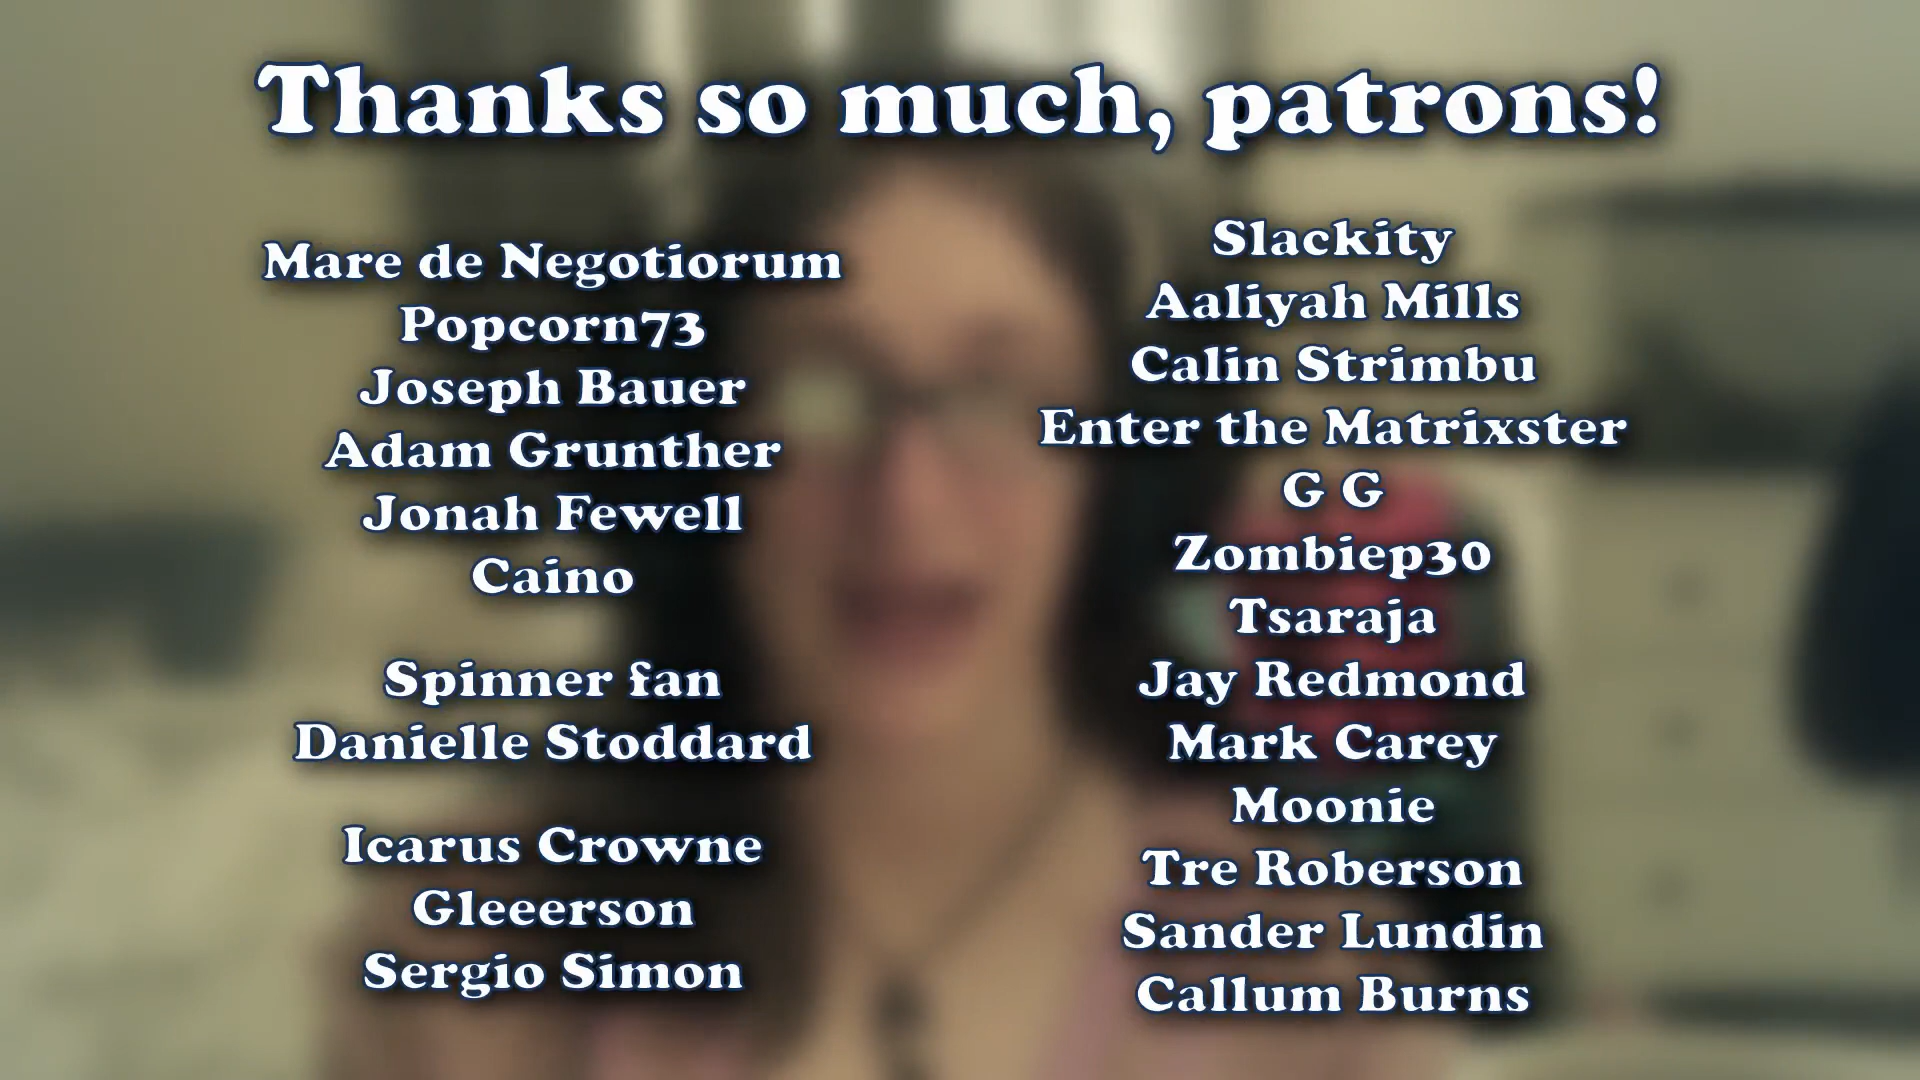 Thanks so much, patrons!
Mare de Negotiorum
Popcorn73
Joseph Bauer
Adam Grunther
Jonah Fewell
Caino
Spinner fan
Danielle Stoddard
Icarus Crowne
Gleeerson
Sergio Simon
Slackity
Aaliyah Mills
Calin Strimbu
Enter the Matrixster
G G
Zombiep30
Tsaraja
Jay Redmond
Mark Carey
Moonie
Tre Roberson
Sander Lundin
Callum Burns